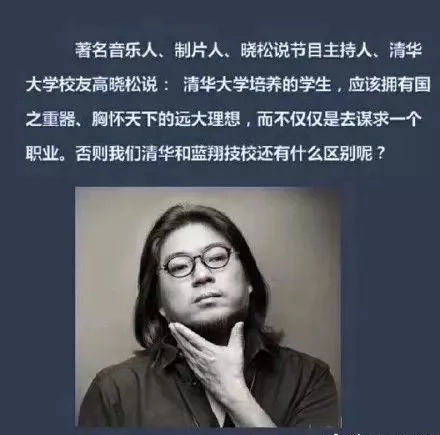 著名音乐人、制片人、晓松说节目主持人、清华
大学校友高晓松说： 清华大学培养的学生，应该拥有国
之重器、胸怀天下的远大理想，而不仅仅是去谋求一个
职业。否则我们清华和蓝翔技校还有什么区别呢？